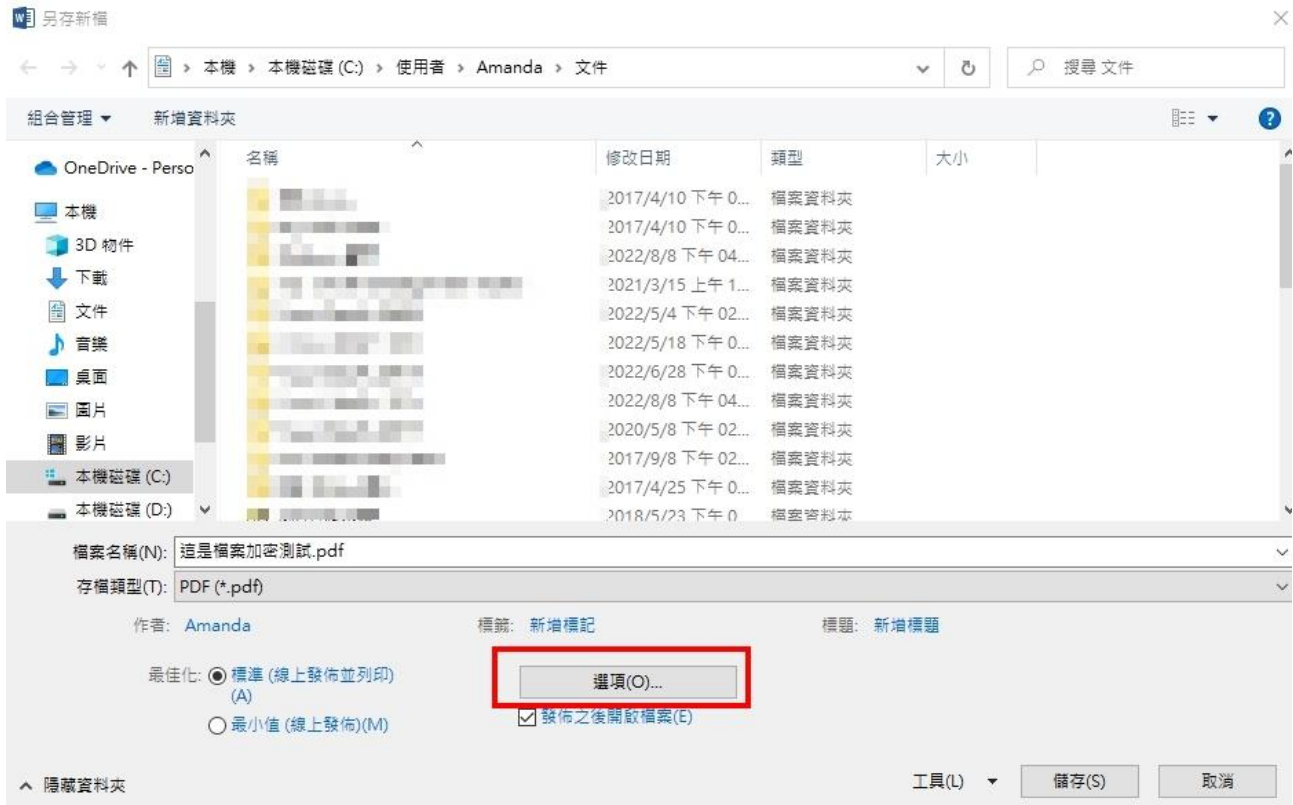 另存新檔
本機 › 本機磁碟 (C:) › 使用者 › Amanda › 文件
搜尋 文件
組合管理 新增資料夾
名稱 修改日期 類型 大小
OneDrive - Perso
本機
3D 物件
下載
文件
音樂
桌面
圖片
影片
本機磁碟 (C:)
本機磁碟 (D:)
2017/4/10 下午 0... 檔案資料夾
2017/4/10 下午 0... 檔案資料夾
2022/8/8 下午 04... 檔案資料夾
2021/3/15 上午 1... 檔案資料夾
2022/5/4 下午 02... 檔案資料夾
2022/5/18 下午 0... 檔案資料夾
2022/6/28 下午 0... 檔案資料夾
2022/8/8 下午 04... 檔案資料夾
2020/5/8 下午 02... 檔案資料夾
2017/9/8 下午 02... 檔案資料夾
2017/4/25 下午 0... 檔案資料夾
2018/5/23 下午 0 檔案資料夾
檔案名稱(N): 這是檔案加密測試.pdf
存檔類型(T): PDF (*.pdf)
作者: Amanda 標籤: 新增標記 標題: 新增標題
最佳化: 標準 (線上發佈並列印)
(A)
最小值 (線上發佈)(M)
選項(O)...
發佈之後開啟檔案(E)
隱藏資料夾 工具(L) 儲存(S) 取消